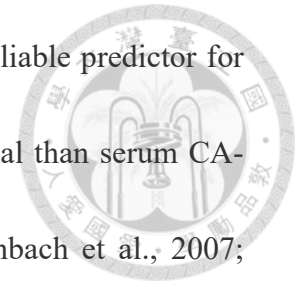 liable predictor for
al than serum CA-
nbach et al., 2007;